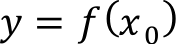 y = f(x₀)